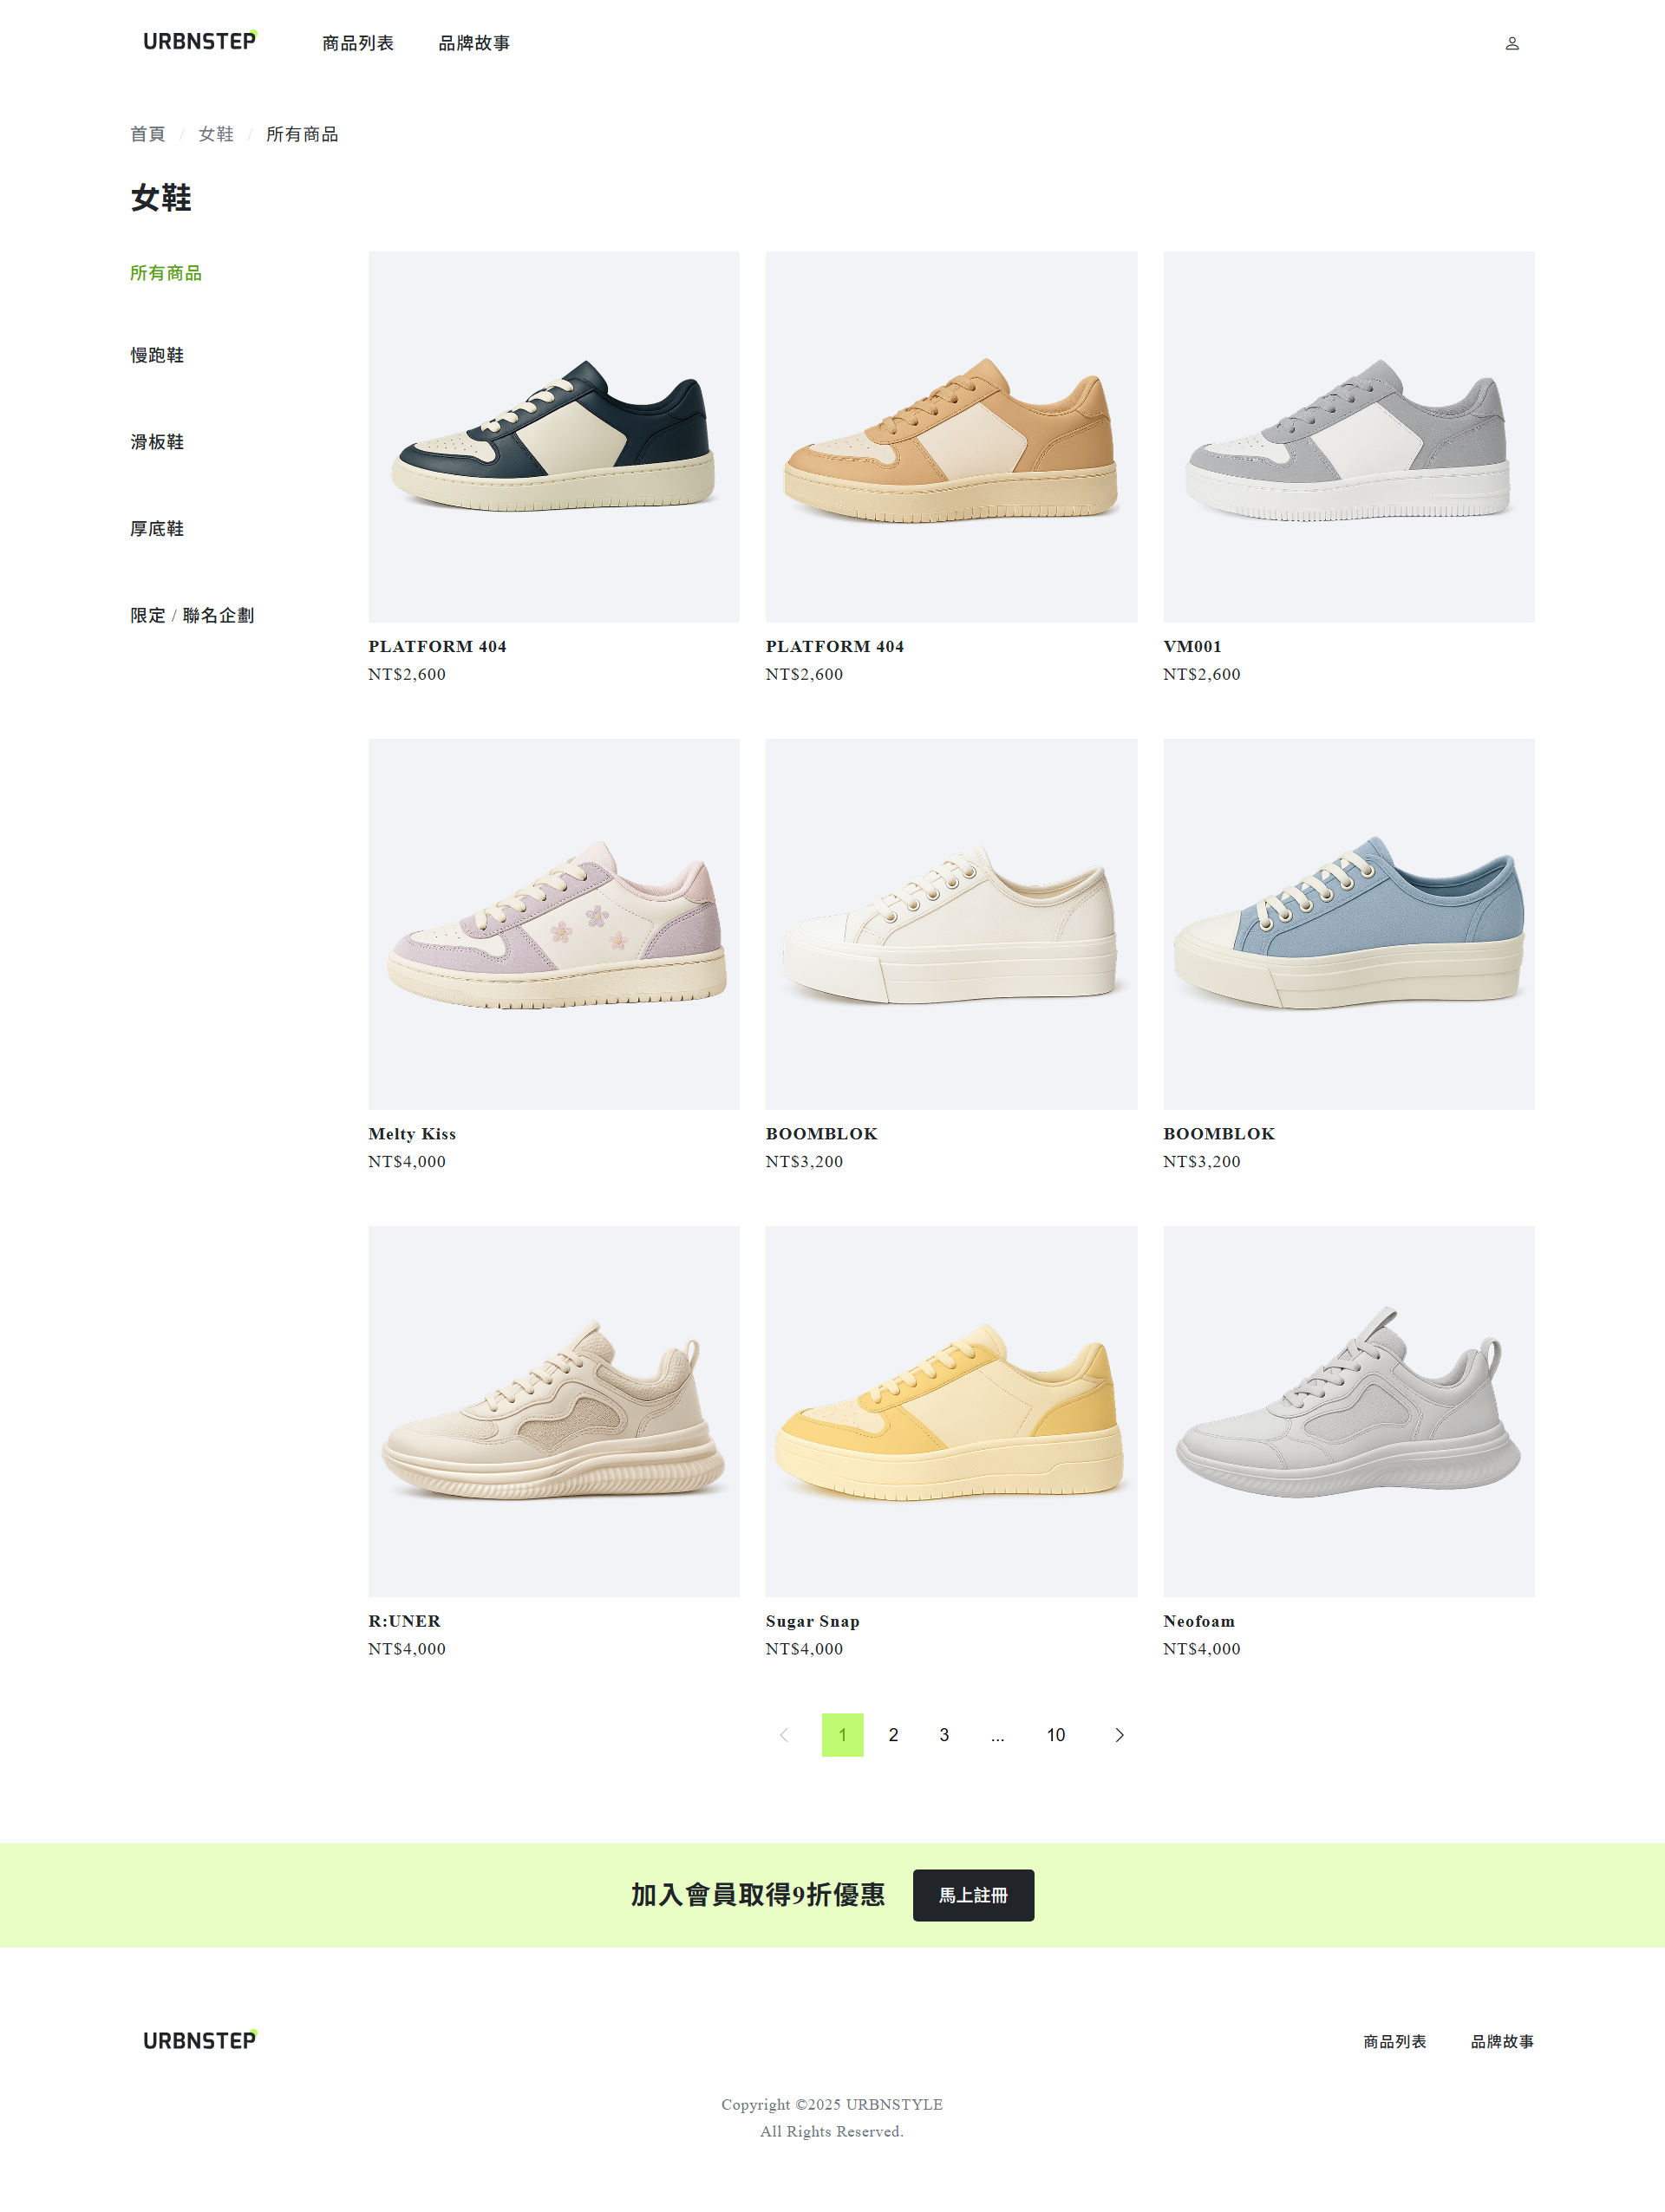 URBNSTEP 商品列表 品牌故事
首頁 / 女鞋 / 所有商品
女鞋
所有商品
慢跑鞋
滑板鞋
厚底鞋
限定 / 聯名企劃
PLATFORM 404
NT$2,600
PLATFORM 404
NT$2,600
VM001
NT$2,600
Melty Kiss
NT$4,000
BOOMBLOK
NT$3,200
BOOMBLOK
NT$3,200
R:UNER
NT$4,000
Sugar Snap
NT$4,000
Neofoam
NT$4,000
1 2 3 ... 10
加入會員取得9折優惠 馬上註冊
URBNSTEP 商品列表 品牌故事
Copyright ©2025 URBNSTYLE
All Rights Reserved.